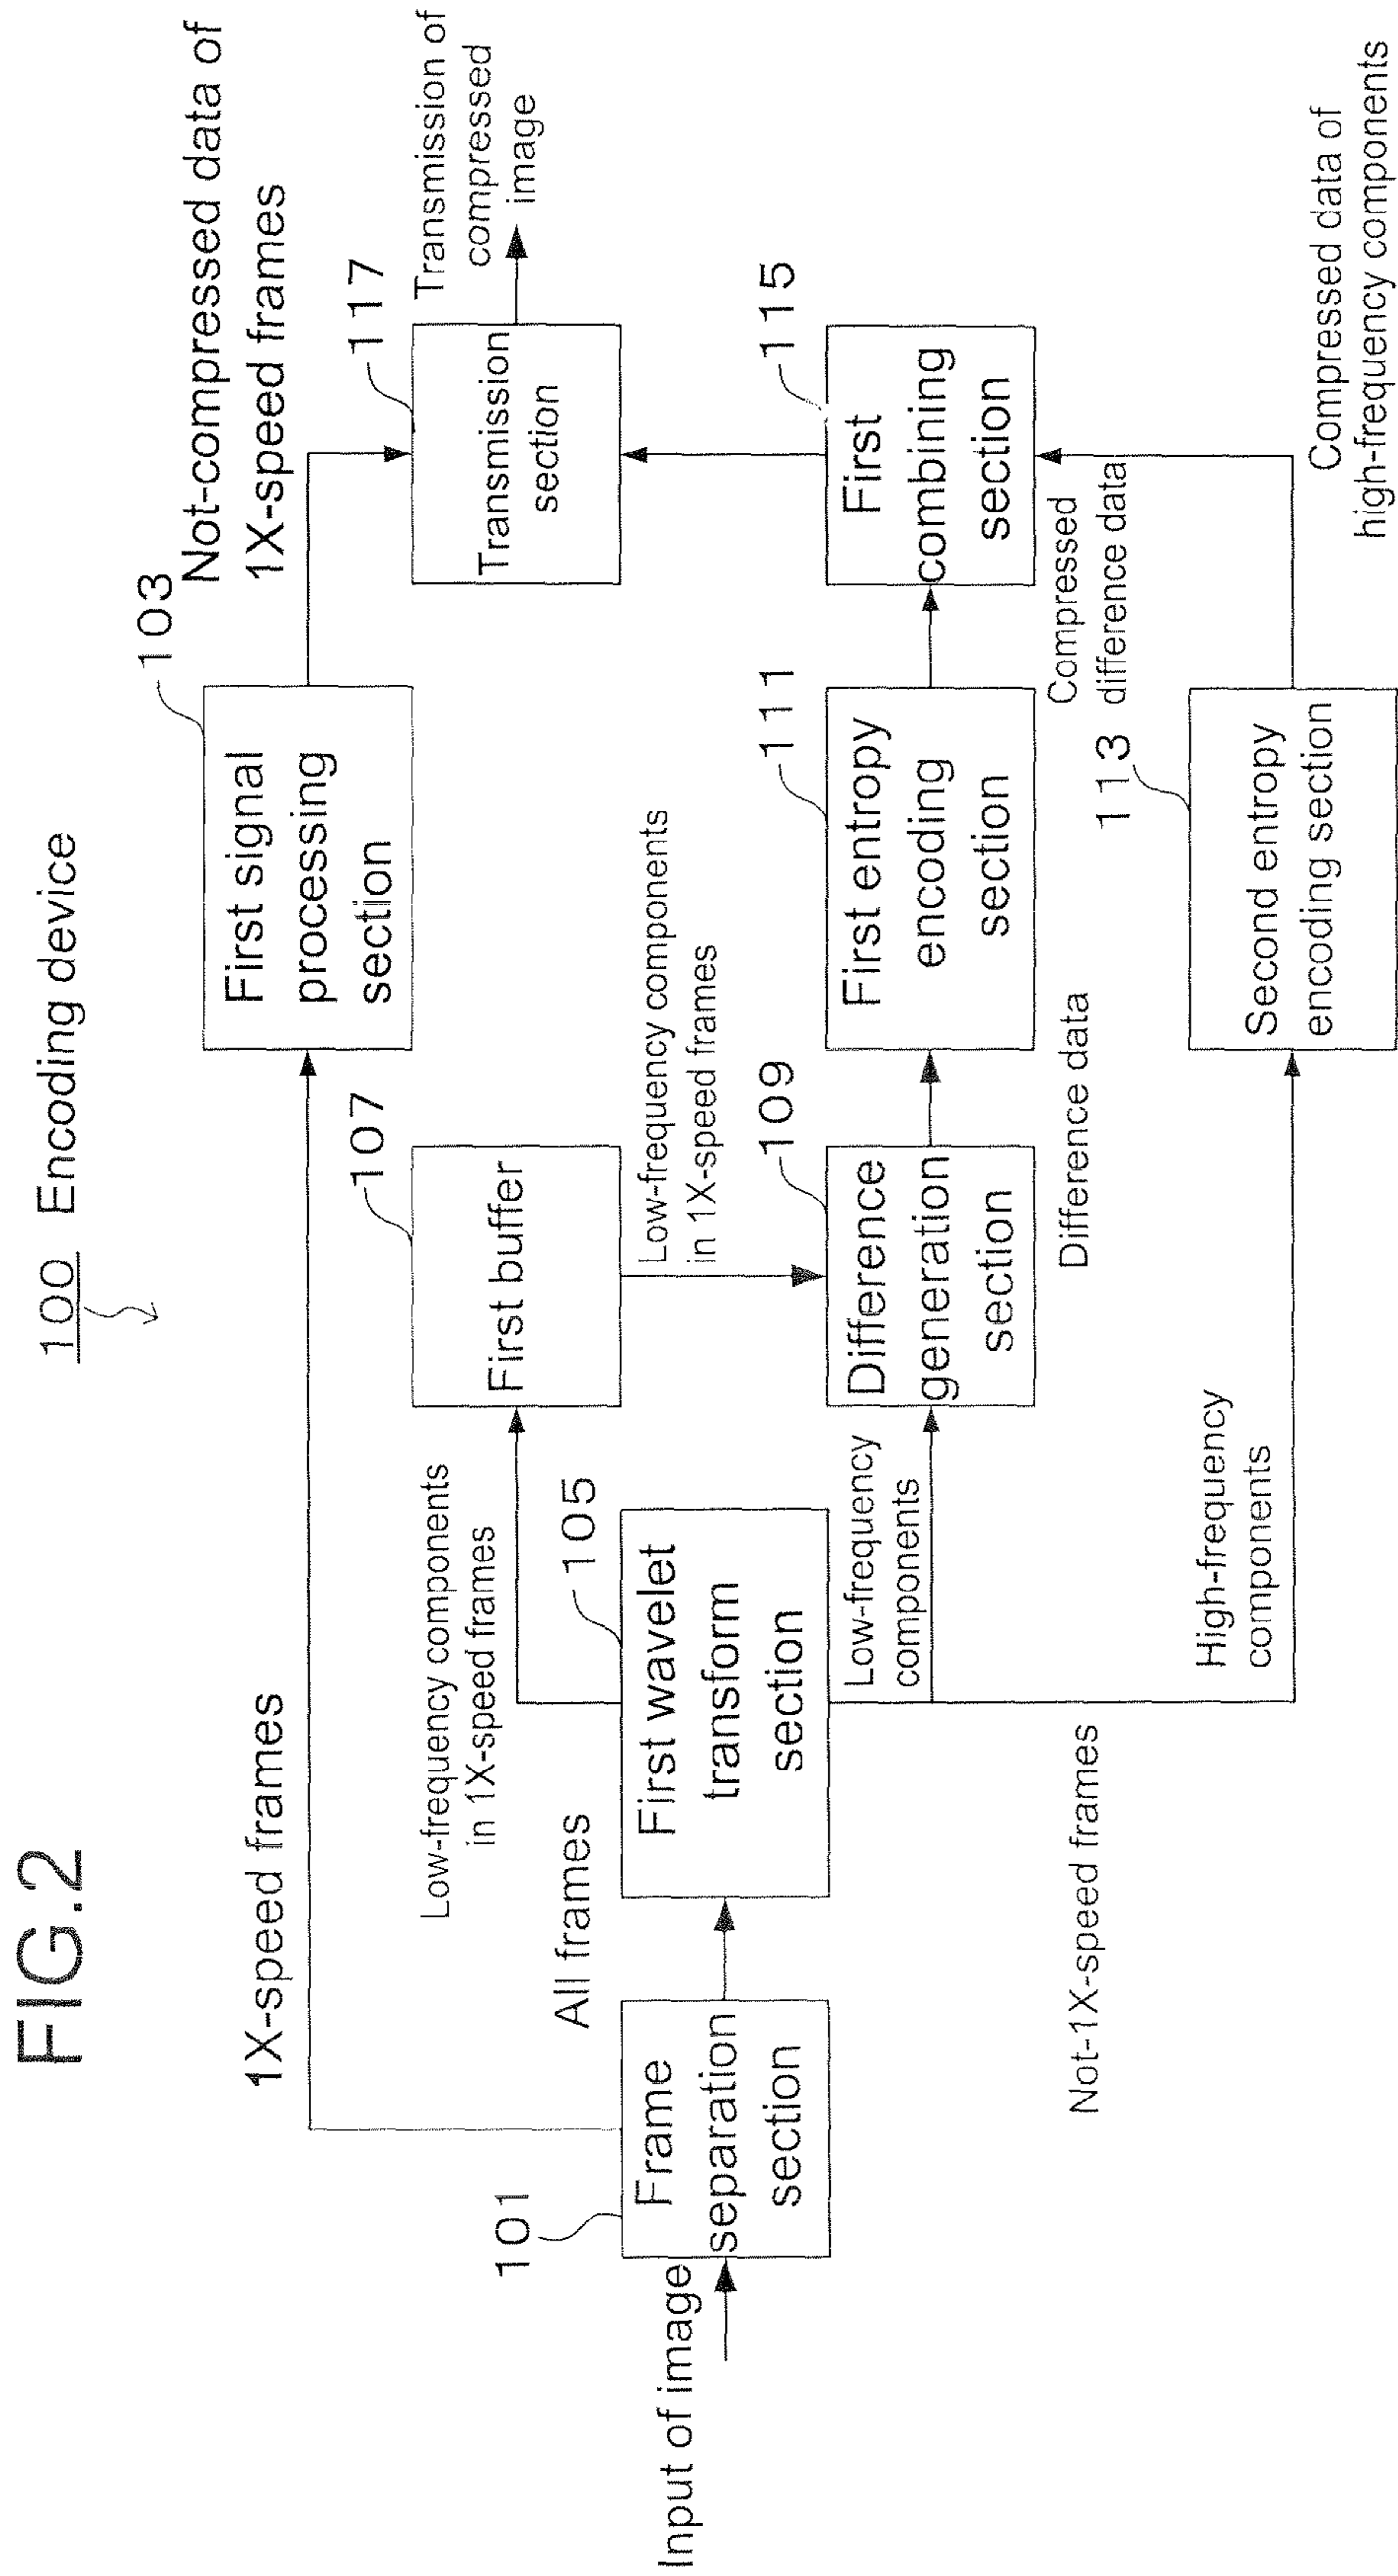 FIG.2
100 Encoding device
103
First signal
processing
section
Not-compressed data of
1X-speed frames
1X-speed frames
107
First buffer
117
Transmission
section
Transmission of
compressed
image
Low-frequency components
in 1X-speed frames
Low-frequency components
in 1X-speed frames
101
Input of image
Frame
separation
section
All frames
105
First wavelet
transform
section
Low-frequency
components
109
Difference
generation
section
Difference data
111
First entropy
encoding
section
Compressed
difference data
115
First
combining
section
Not-1X-speed frames
High-frequency
components
113
Second entropy
encoding section
Compressed data of
high-frequency components